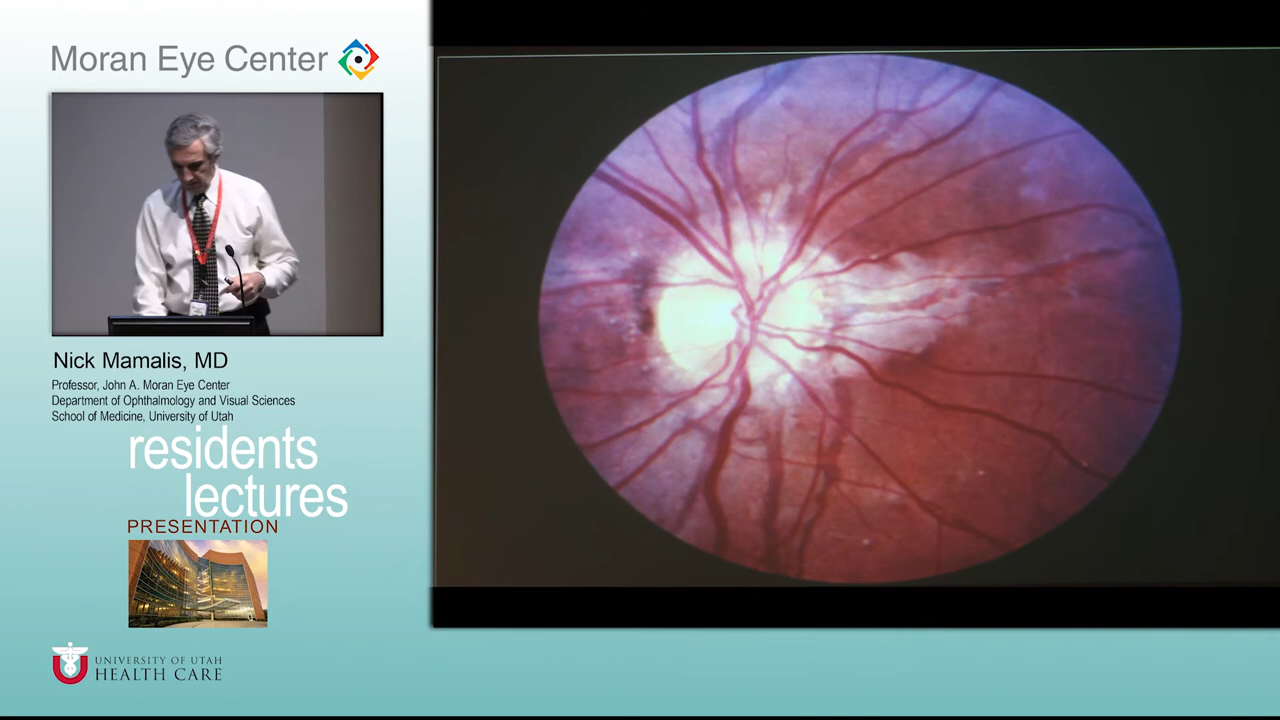 Moran Eye Center
Nick Mamalis, MD
Professor, John A. Moran Eye Center
Department of Ophthalmology and Visual Sciences
School of Medicine, University of Utah
residents
lectures
PRESENTATION
UNIVERSITY OF UTAH
HEALTH CARE